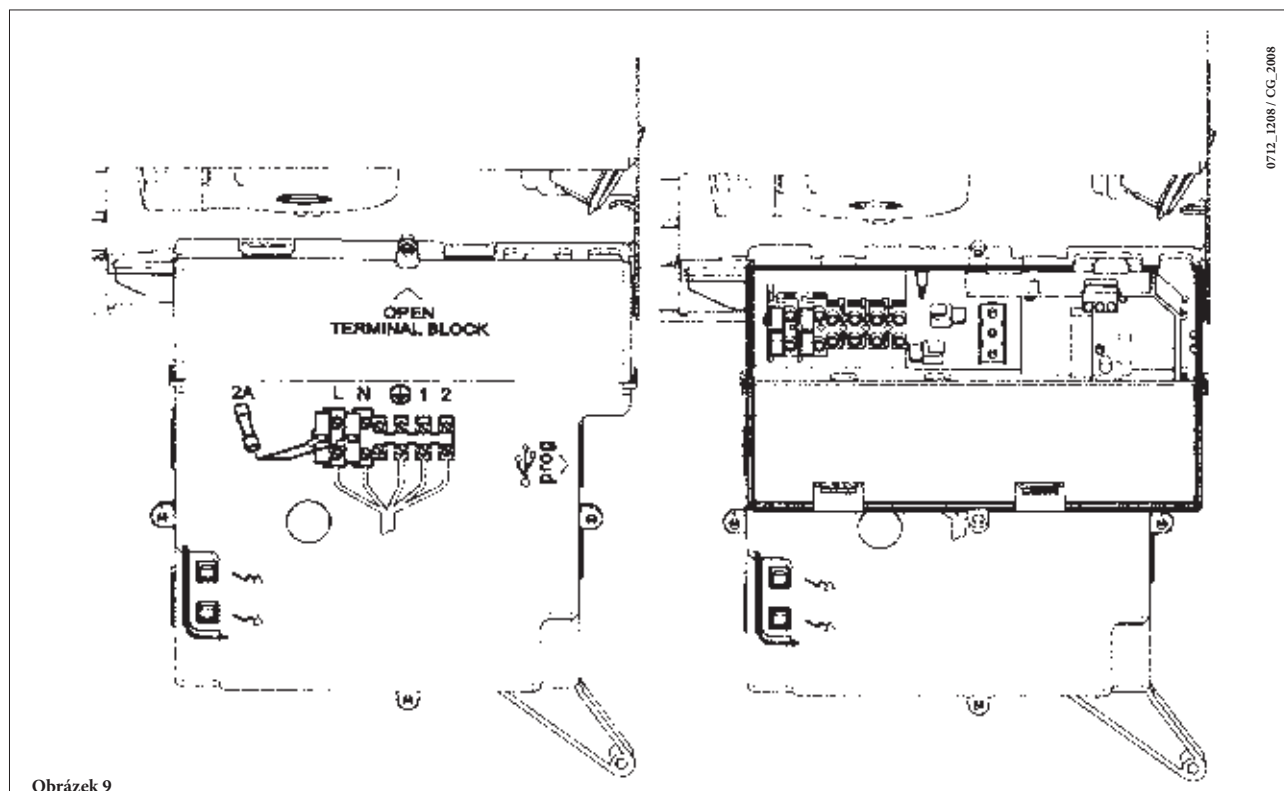 0712_1208 / CG_2008
OPEN
TERMINAL BLOCK
2A
L N 1 2
prog
Obrázek 9